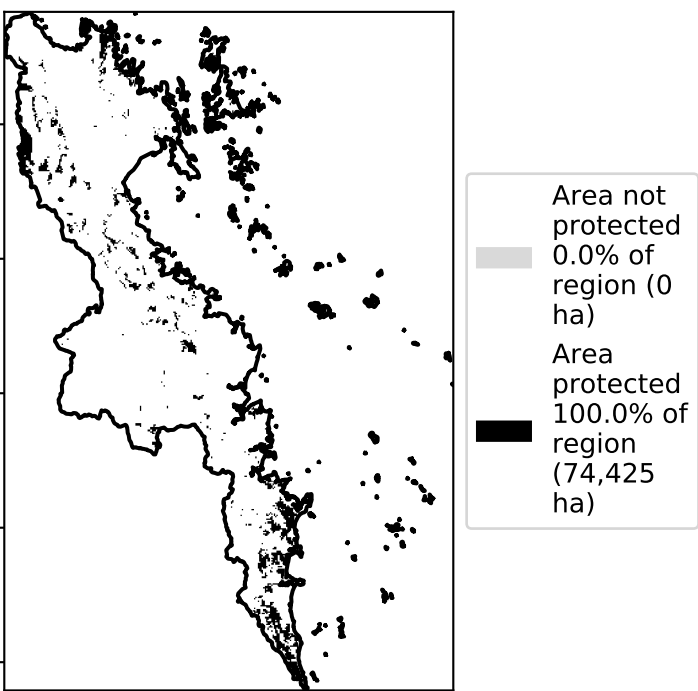 Area not
protected
0.0% of
region (0
ha)
Area
protected
100.0% of
region
(74,425
ha)